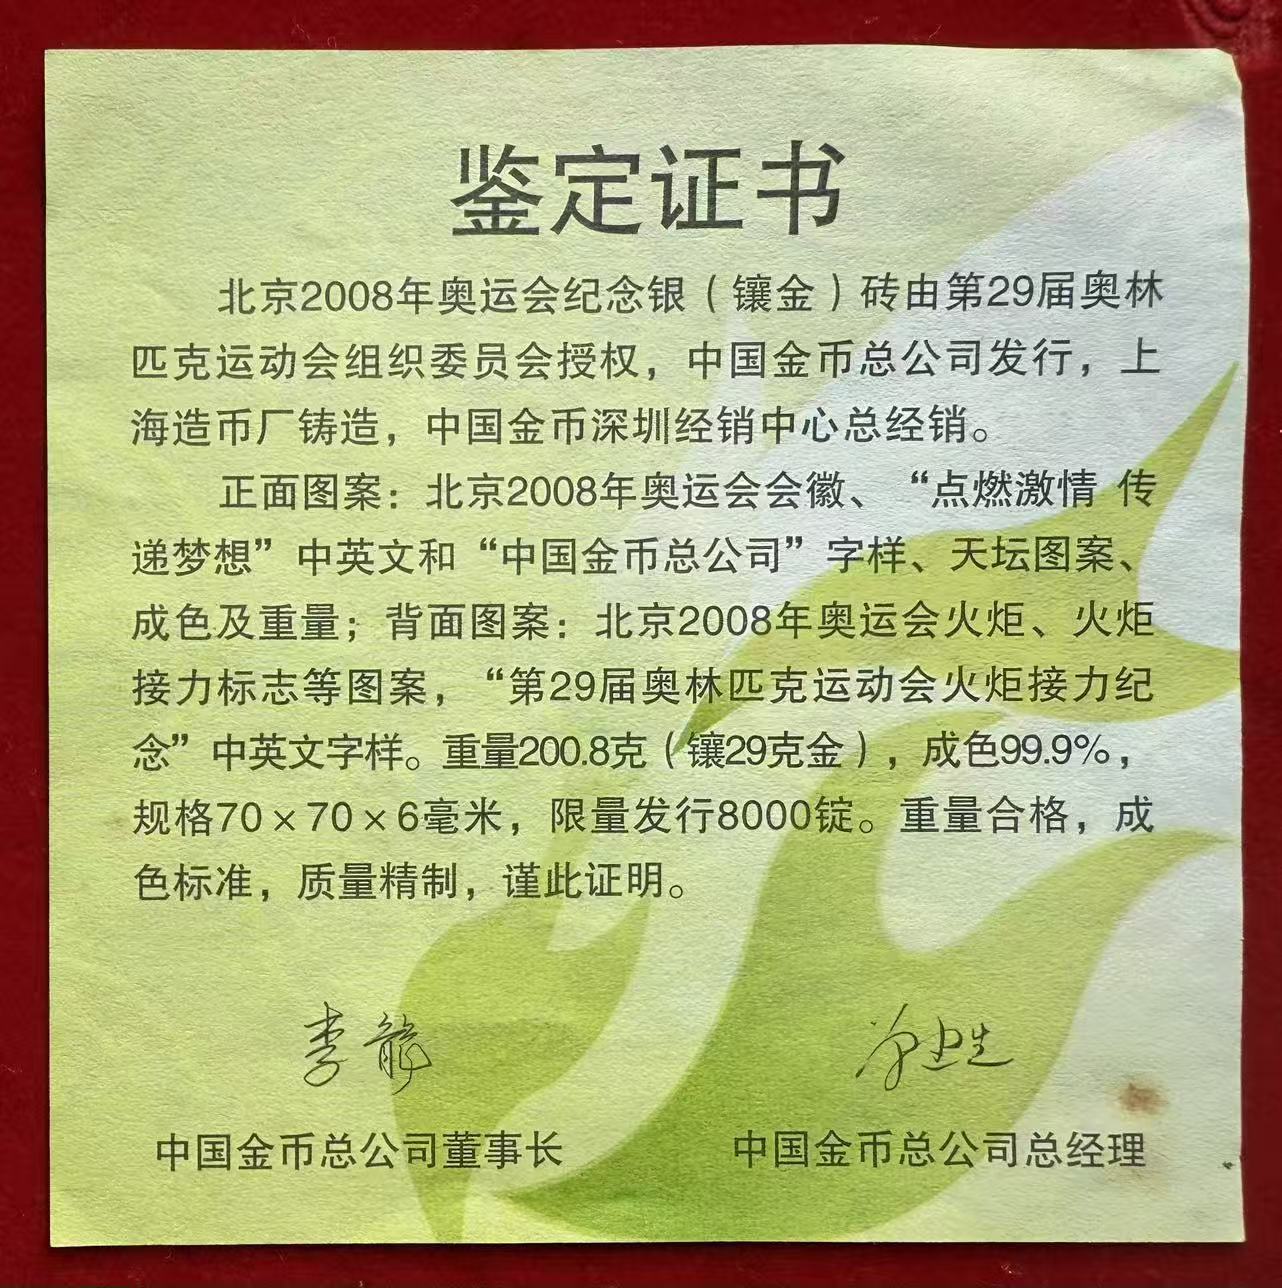 鉴定证书
北京2008年奥运会纪念银（镶金）砖由第29届奥林
匹克运动会组织委员会授权，中国金币总公司发行，上
海造币厂铸造，中国金币深圳经销中心总经销。
正面图案：北京2008年奥运会会徽、“点燃激情 传
递梦想”中英文和“中国金币总公司”字样、天坛图案、
成色及重量；背面图案：北京2008年奥运会火炬、火炬
接力标志等图案，“第29届奥林匹克运动会火炬接力纪
念”中英文字样。重量200.8克（镶29克金），成色99.9%，
规格70×70×6毫米，限量发行8000锭。重量合格，成
色标准，质量精制，谨此证明。
中国金币总公司董事长 中国金币总公司总经理